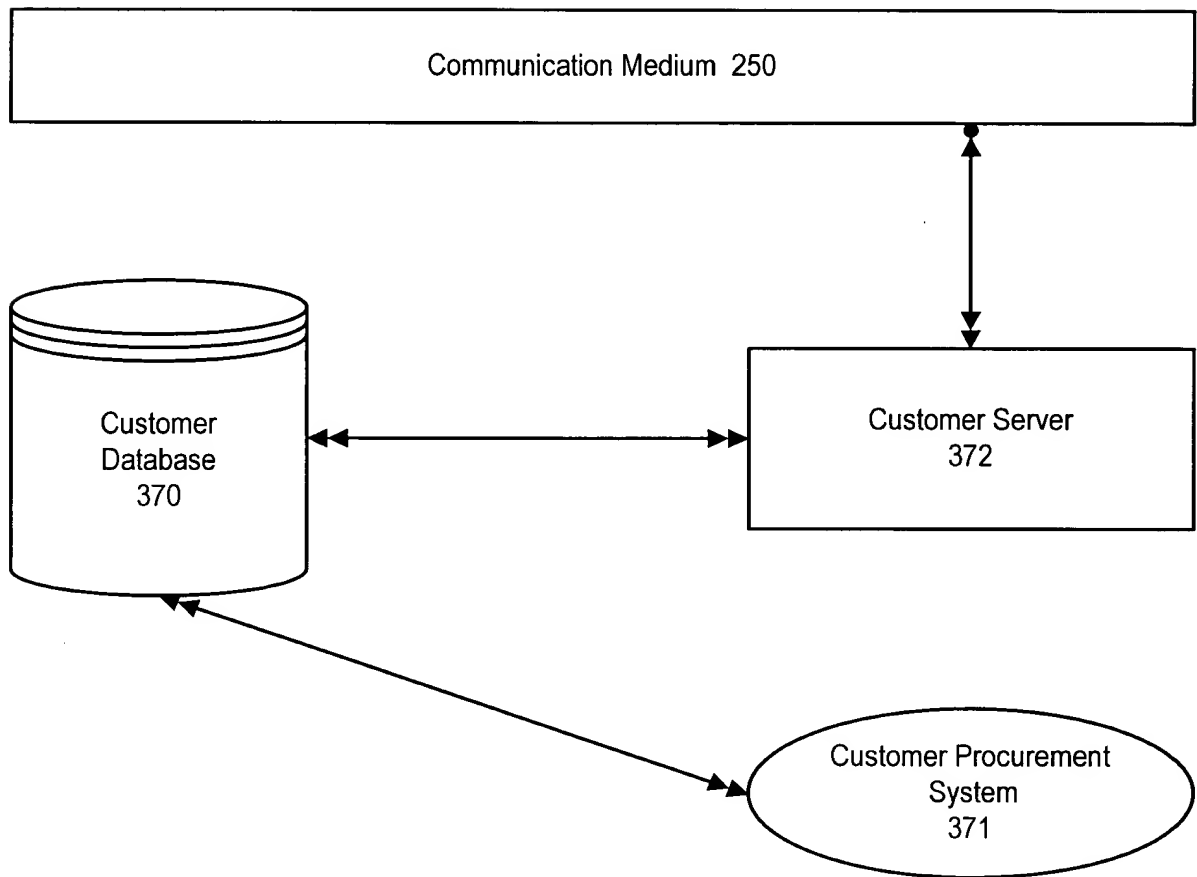 Communication Medium 250
Customer
Database
370
Customer Server
372
Customer Procurement
System
371